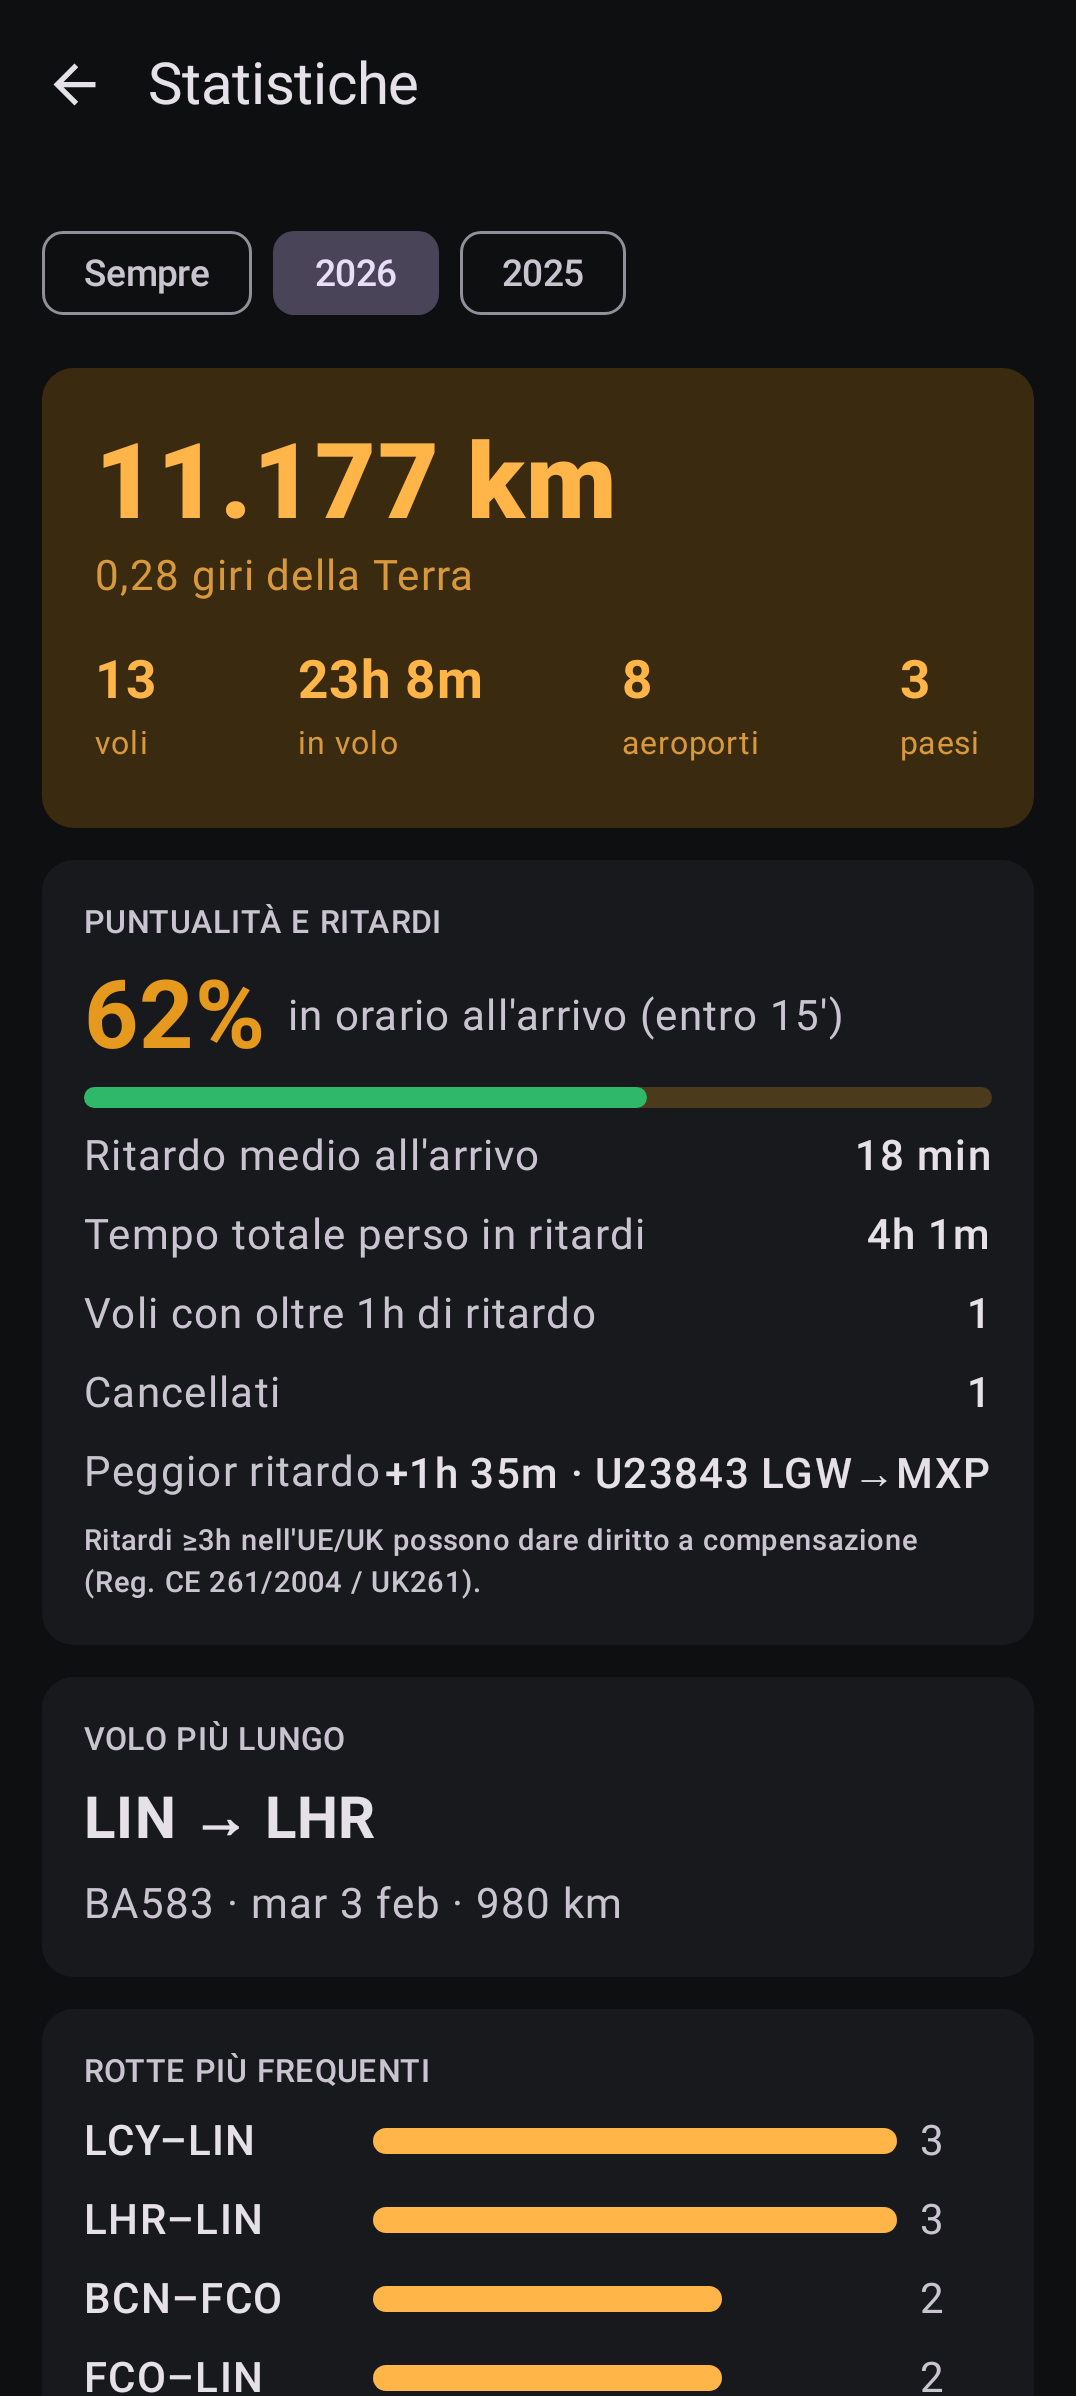 Statistiche
Sempre
2026
2025
11.177 km
0,28 giri della Terra
13
23h 8m
8
3
voli
in volo
aeroporti
paesi
PUNTUALITÀ E RITARDI
62% in orario all'arrivo (entro 15')
Ritardo medio all'arrivo 18 min
Tempo totale perso in ritardi 4h 1m
Voli con oltre 1h di ritardo 1
Cancellati 1
Peggior ritardo +1h 35m · U23843 LGW→MXP
Ritardi ≥3h nell'UE/UK possono dare diritto a compensazione
(Reg. CE 261/2004 / UK261).
VOLO PIÙ LUNGO
LIN → LHR
BA583 · mar 3 feb · 980 km
ROTTE PIÙ FREQUENTI
LCY–LIN 3
LHR–LIN 3
BCN–FCO 2
FCO–LIN 2